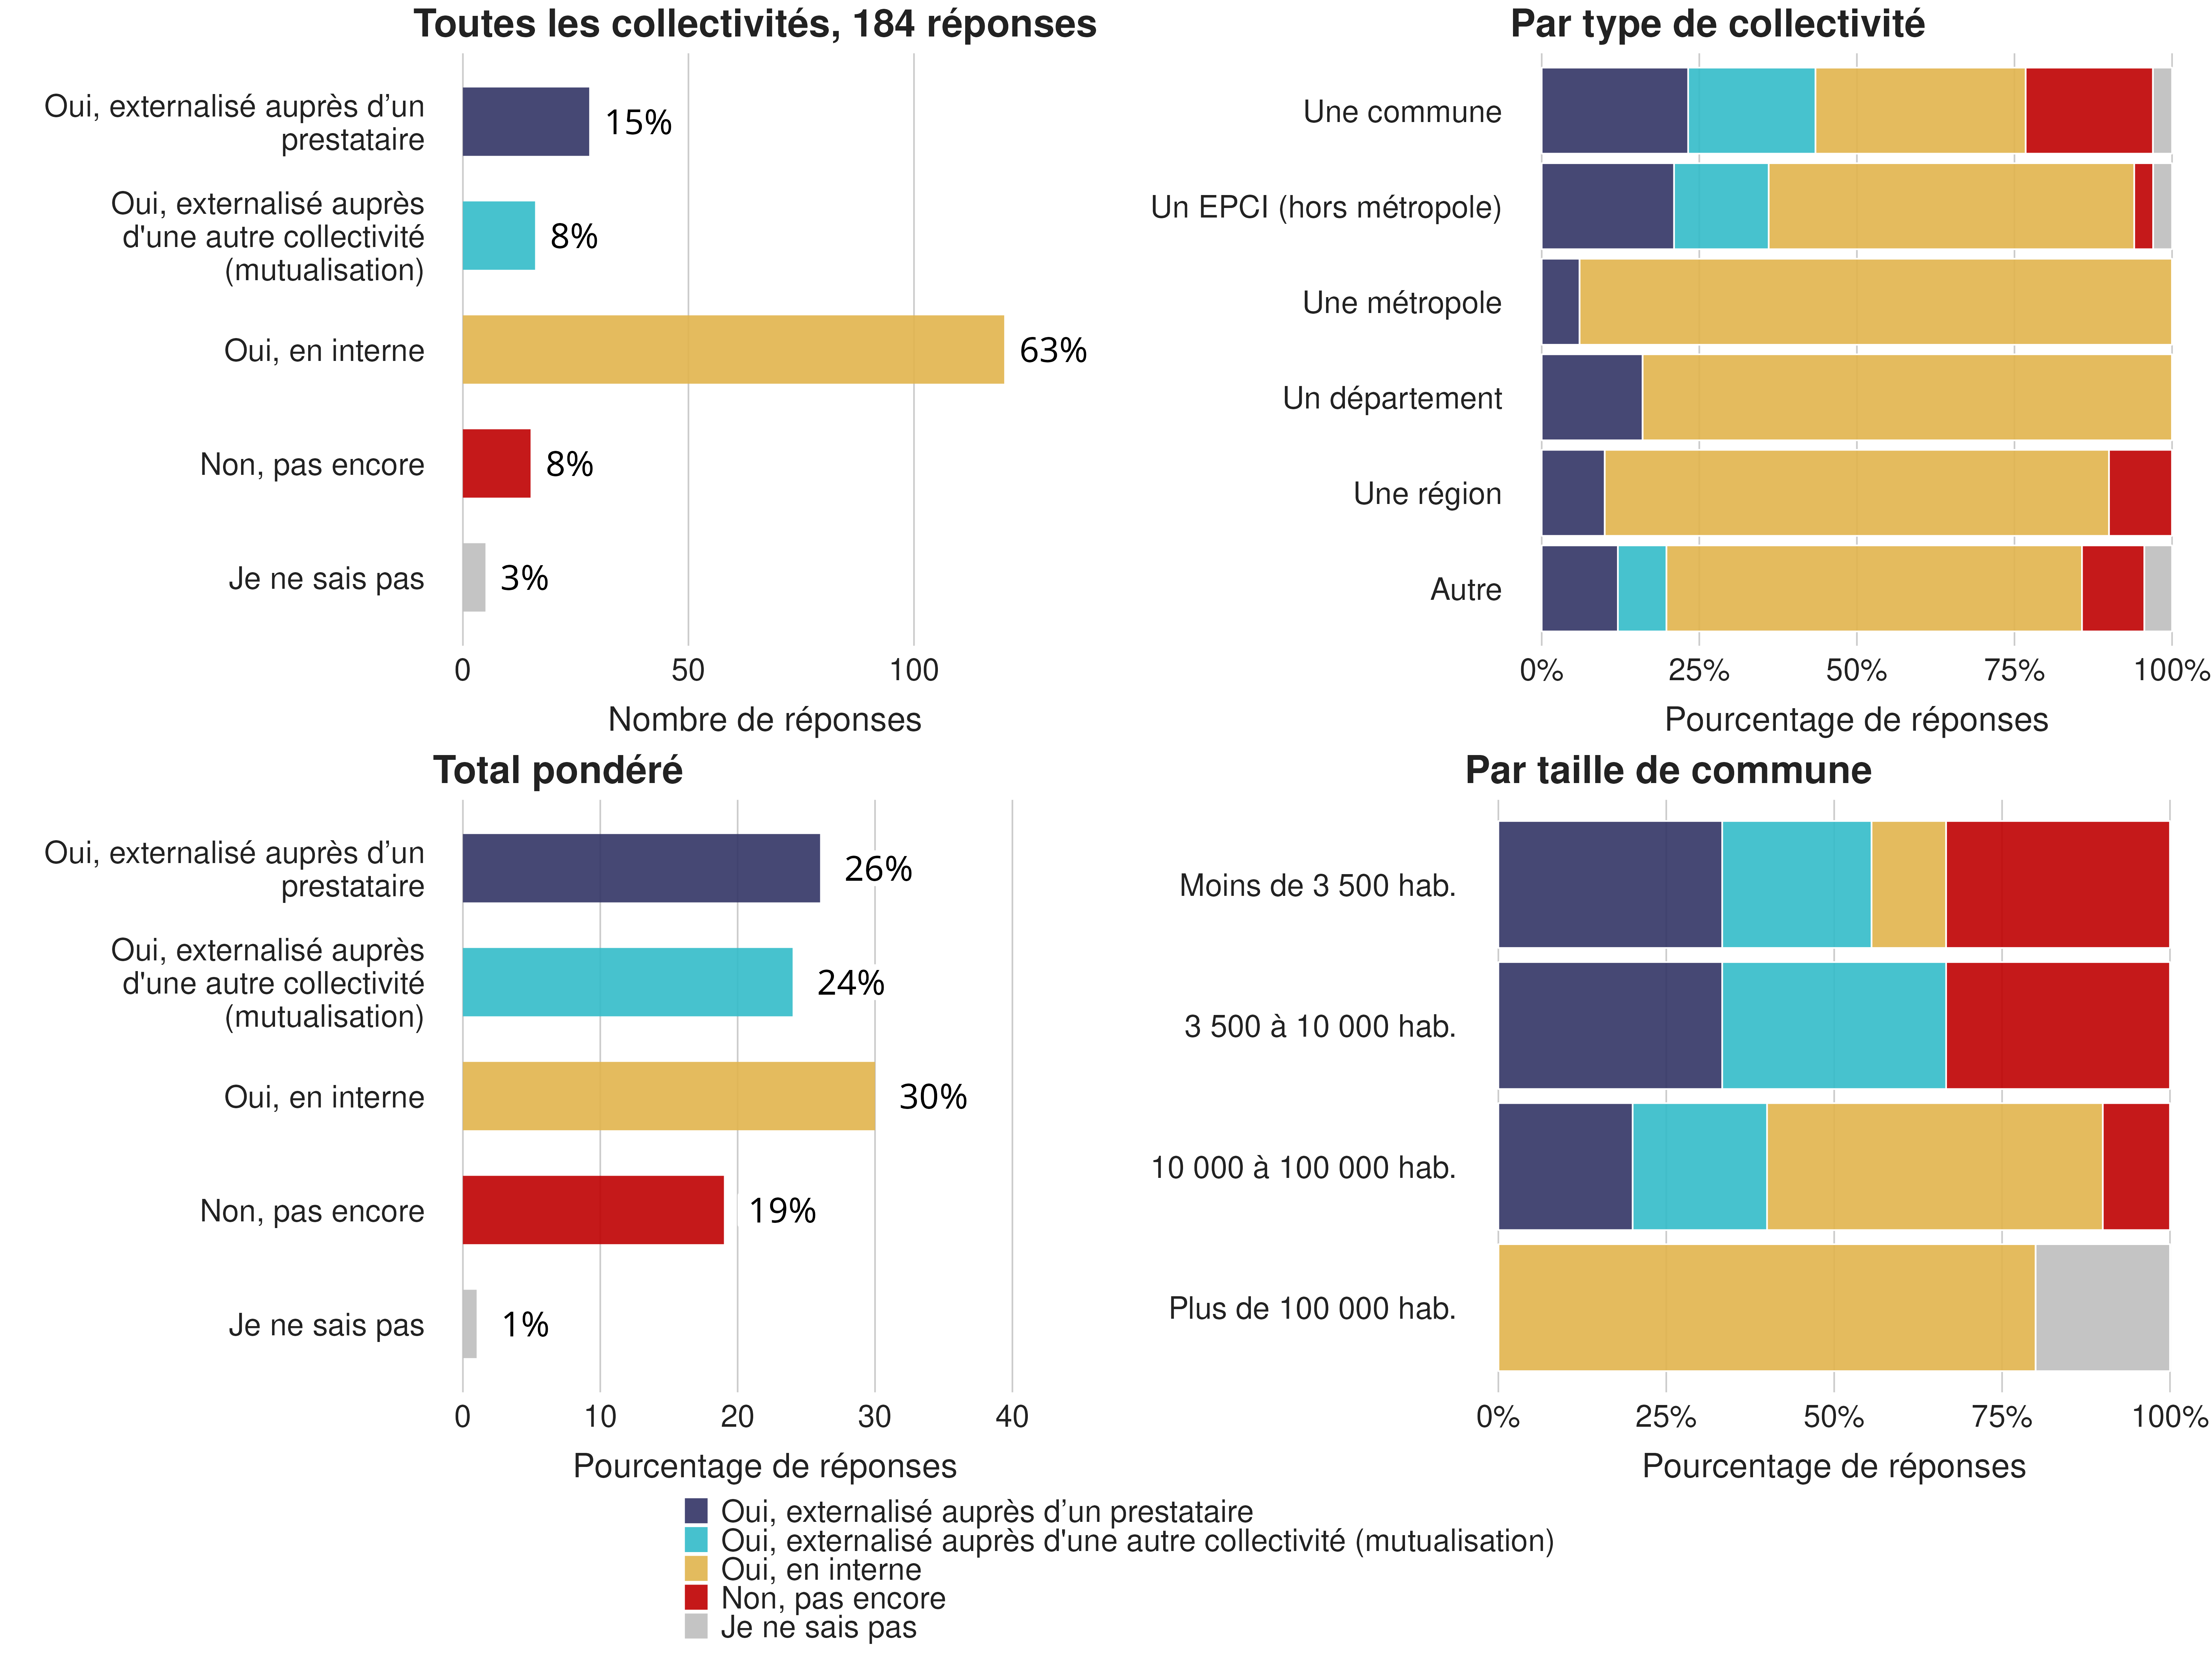 Toutes les collectivités, 184 réponses
Oui, externalisé auprès d’un
prestataire
15%
Oui, externalisé auprès
d'une autre collectivité
(mutualisation)
8%
Oui, en interne
63%
Non, pas encore
8%
Je ne sais pas
3%
0 50 100
Nombre de réponses
Par type de collectivité
Une commune
Un EPCI (hors métropole)
Une métropole
Un département
Une région
Autre
0% 25% 50% 75% 100%
Pourcentage de réponses
Total pondéré
Oui, externalisé auprès d’un
prestataire
26%
Oui, externalisé auprès
d'une autre collectivité
(mutualisation)
24%
Oui, en interne
30%
Non, pas encore
19%
Je ne sais pas
1%
0 10 20 30 40
Pourcentage de réponses
Par taille de commune
Moins de 3 500 hab.
3 500 à 10 000 hab.
10 000 à 100 000 hab.
Plus de 100 000 hab.
0% 25% 50% 75% 100%
Pourcentage de réponses
Oui, externalisé auprès d’un prestataire
Oui, externalisé auprès d'une autre collectivité (mutualisation)
Oui, en interne
Non, pas encore
Je ne sais pas